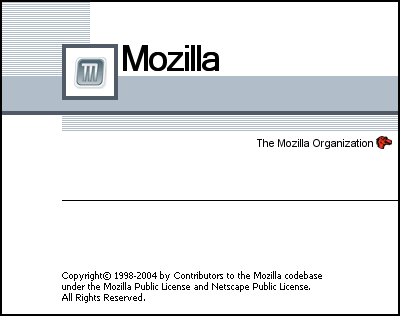 Mozilla
The Mozilla Organization
Copyright© 1998-2004 by Contributors to the Mozilla codebase
under the Mozilla Public License and Netscape Public License.
All Rights Reserved.